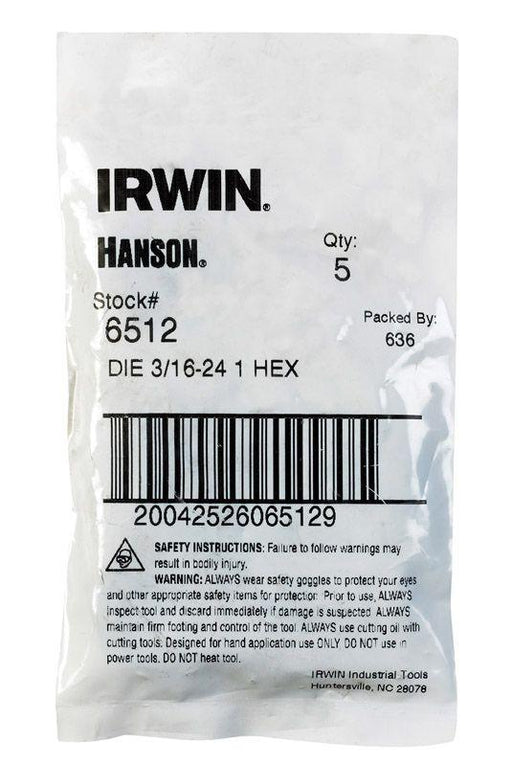 IRWIN®
HANSON®
Qty:
5
Stock#
6512
Packed By:
636
DIE 3/16-24 1 HEX
20042526065129
SAFETY INSTRUCTIONS: Failure to follow warnings may
result in bodily injury.
WARNING: ALWAYS wear safety goggles to protect your eyes
and other appropriate safety items for protection. Prior to use, ALWAYS
inspect tool and discard immediately if damage is suspected. ALWAYS
maintain firm footing and control of the tool. ALWAYS use cutting oil with
cutting tools. Designed for hand application use ONLY. DO NOT use in
power tools. DO NOT heat tool.
IRWIN Industrial Tools
Huntersville, NC 28078